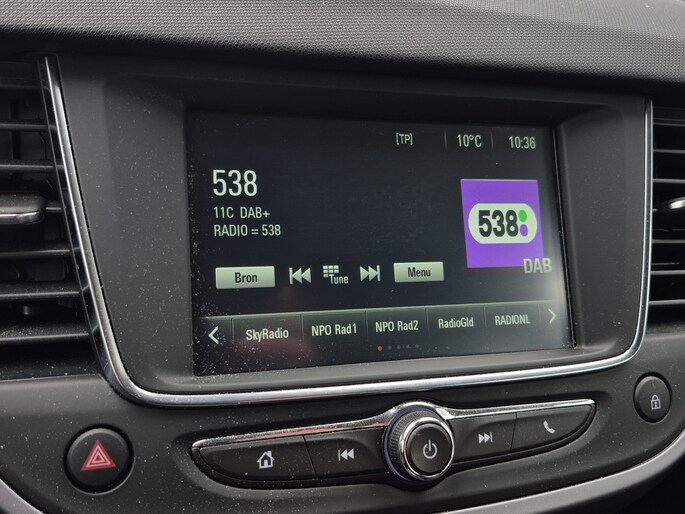 [TP] 10°C 10:36
538
11C DAB+
RADIO = 538
538
DAB
Bron Tune Menu
SkyRadio NPO Rad1 NPO Rad2 RadioGld RADIONL